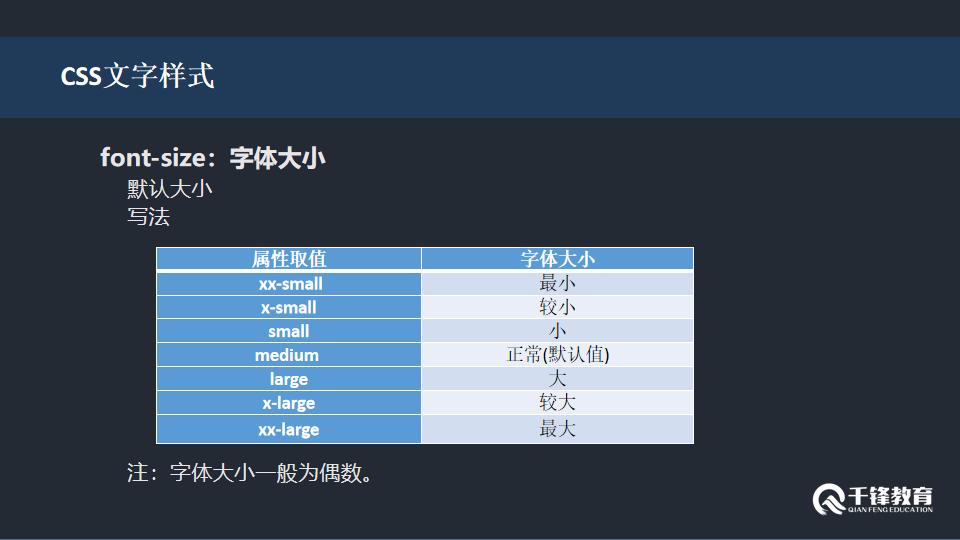 CSS文字样式
font-size：字体大小
默认大小
写法
属性取值 字体大小
xx-small 最小
x-small 较小
small 小
medium 正常(默认值)
large 大
x-large 较大
xx-large 最大
注：字体大小一般为偶数。
千锋教育
QIAN FENG EDUCATION